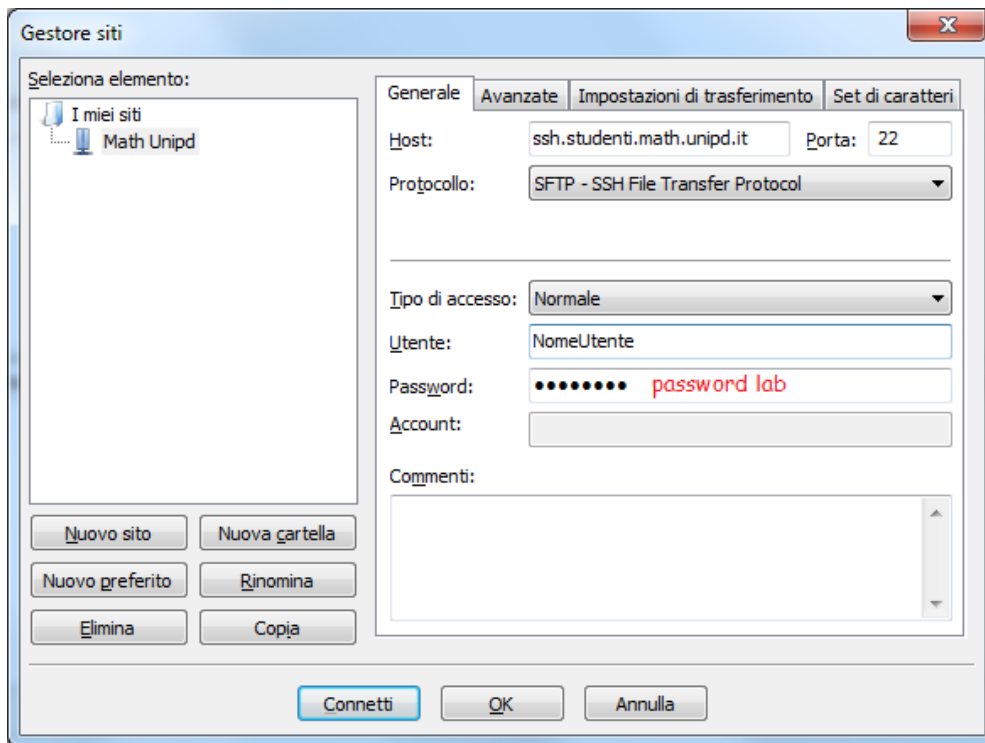 Gestore siti
Seleziona elemento:
I miei siti
Math Unipd
Nuovo sito
Nuova cartella
Nuovo preferito
Rinomina
Elimina
Copia
Generale
Avanzate
Impostazioni di trasferimento
Set di caratteri
Host: ssh.studenti.math.unipd.it Porta: 22
Protocollo: SFTP - SSH File Transfer Protocol
Tipo di accesso: Normale
Utente: NomeUtente
Password: •••••••• password lab
Account:
Commenti:
Connetti
OK
Annulla